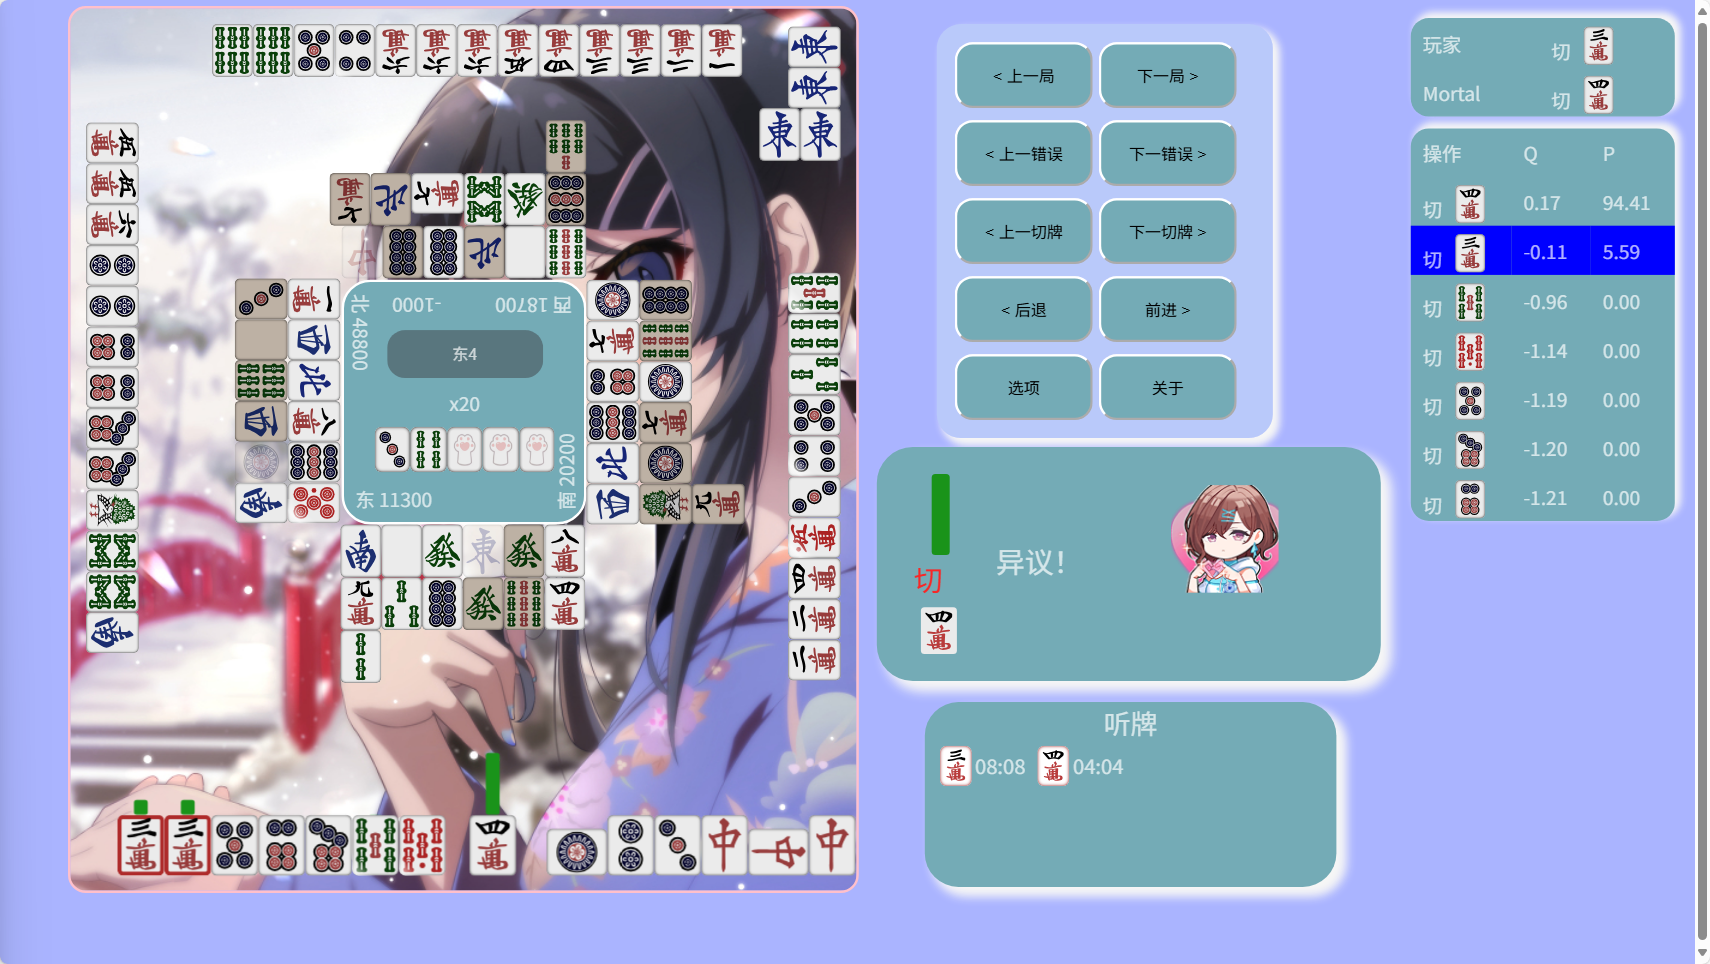 北 48800
-1000
西 18700
东4
x20
南 20200
东 11300
< 上一局
下一局 >
< 上一错误
下一错误 >
< 上一切牌
下一切牌 >
< 后退
前进 >
选项
关于
切
异议！
听牌
08:08
04:04
玩家 切
Mortal 切
操作 Q P
切 0.17 94.41
切 -0.11 5.59
切 -0.96 0.00
切 -1.14 0.00
切 -1.19 0.00
切 -1.20 0.00
切 -1.21 0.00